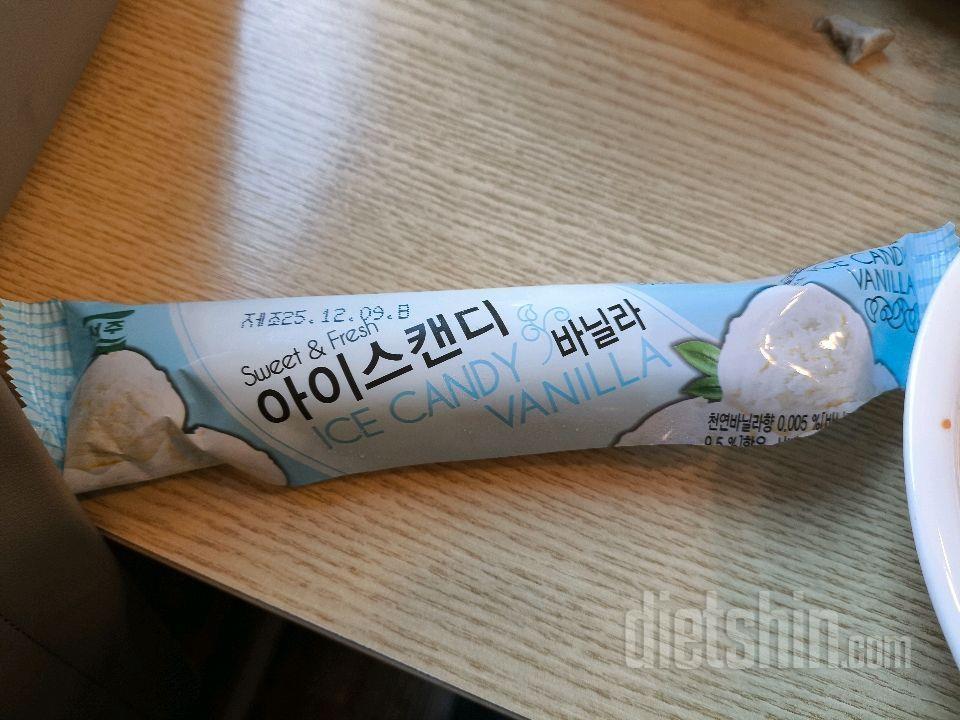 제조25.12.09.B
Sweet & Fresh
아이스캔디
바닐라
ICE CANDY
VANILLA
ICE CANDY
VANILLA
천연바닐라향 0.005 %
dietshin.com